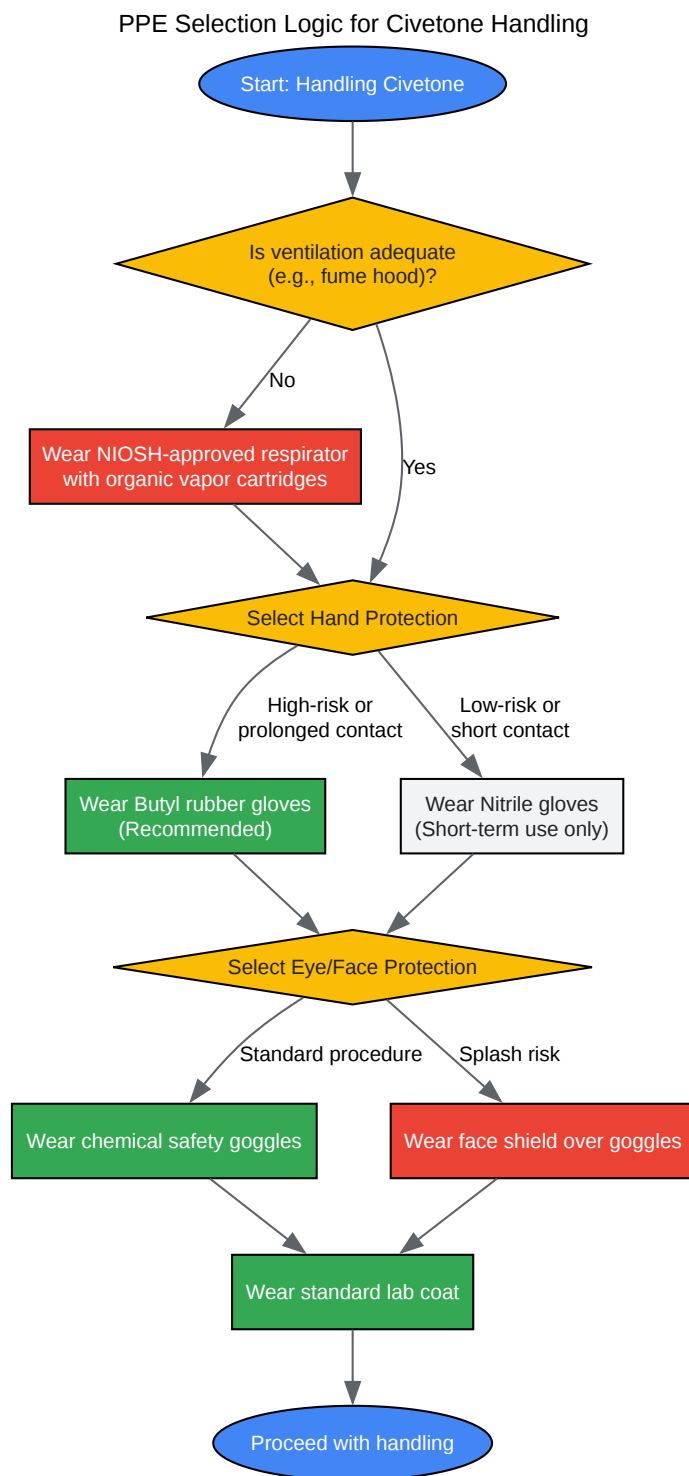 PPE Selection Logic for Civetone Handling
Start: Handling Civetone
Is ventilation adequate
(e.g., fume hood)?
No
Wear NIOSH-approved respirator
with organic vapor cartridges
Yes
Select Hand Protection
High-risk or
prolonged contact
Low-risk or
short contact
Wear Butyl rubber gloves
(Recommended)
Wear Nitrile gloves
(Short-term use only)
Select Eye/Face Protection
Standard procedure
Splash risk
Wear chemical safety goggles
Wear face shield over goggles
Wear standard lab coat
Proceed with handling